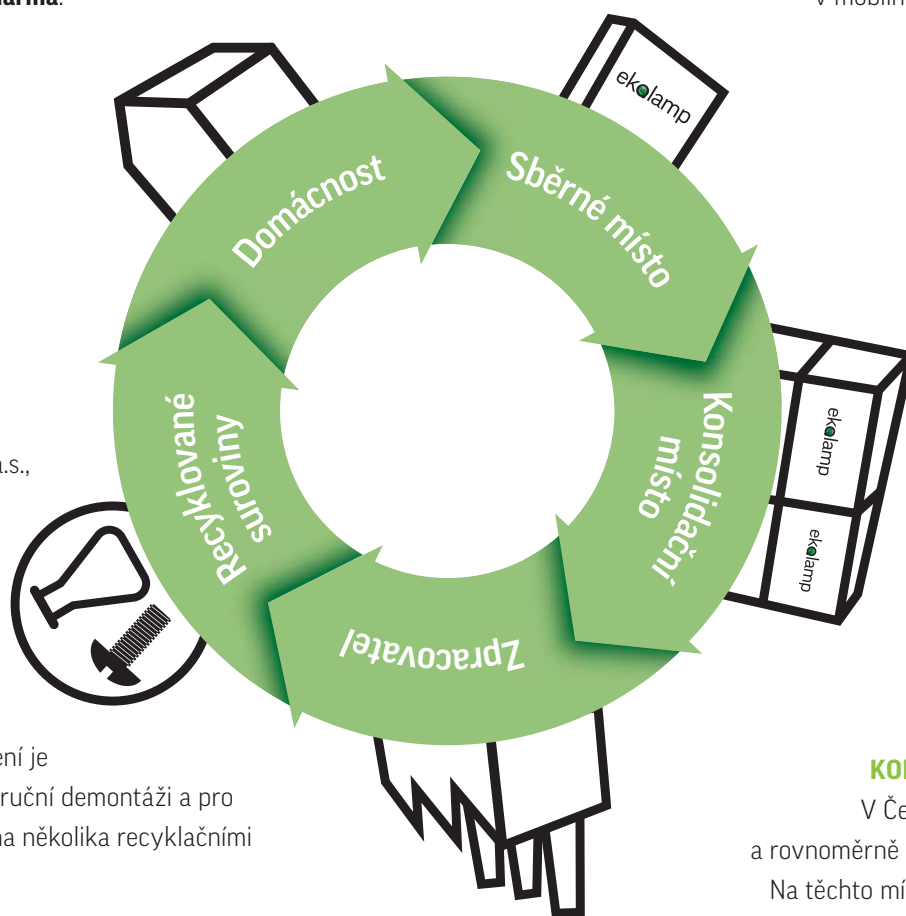 V mobilní
ekolamp
Domácnost
Sběrné místo
Konsolidační
místo
ekolamp
ekolamp
Zpracovatel
Recyklované
suroviny
a.s.,
ení je
ruční demontáži a pro
na několika recyklačními
V Če
a rovnoměrně
Na těchto mí